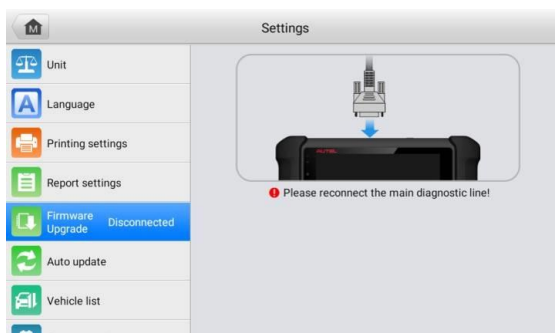 M
Settings
Unit
A
Language
Printing settings
Report settings
Firmware
Upgrade
Disconnected
Auto update
Vehicle list
AUTEL
Please reconnect the main diagnostic line!